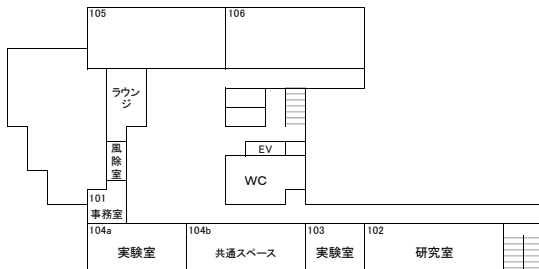 105
106
ラウン
ジ
風
除
室
EV
WC
101
事務室
104a
実験室
104b
共通スペース
103
実験室
102
研究室